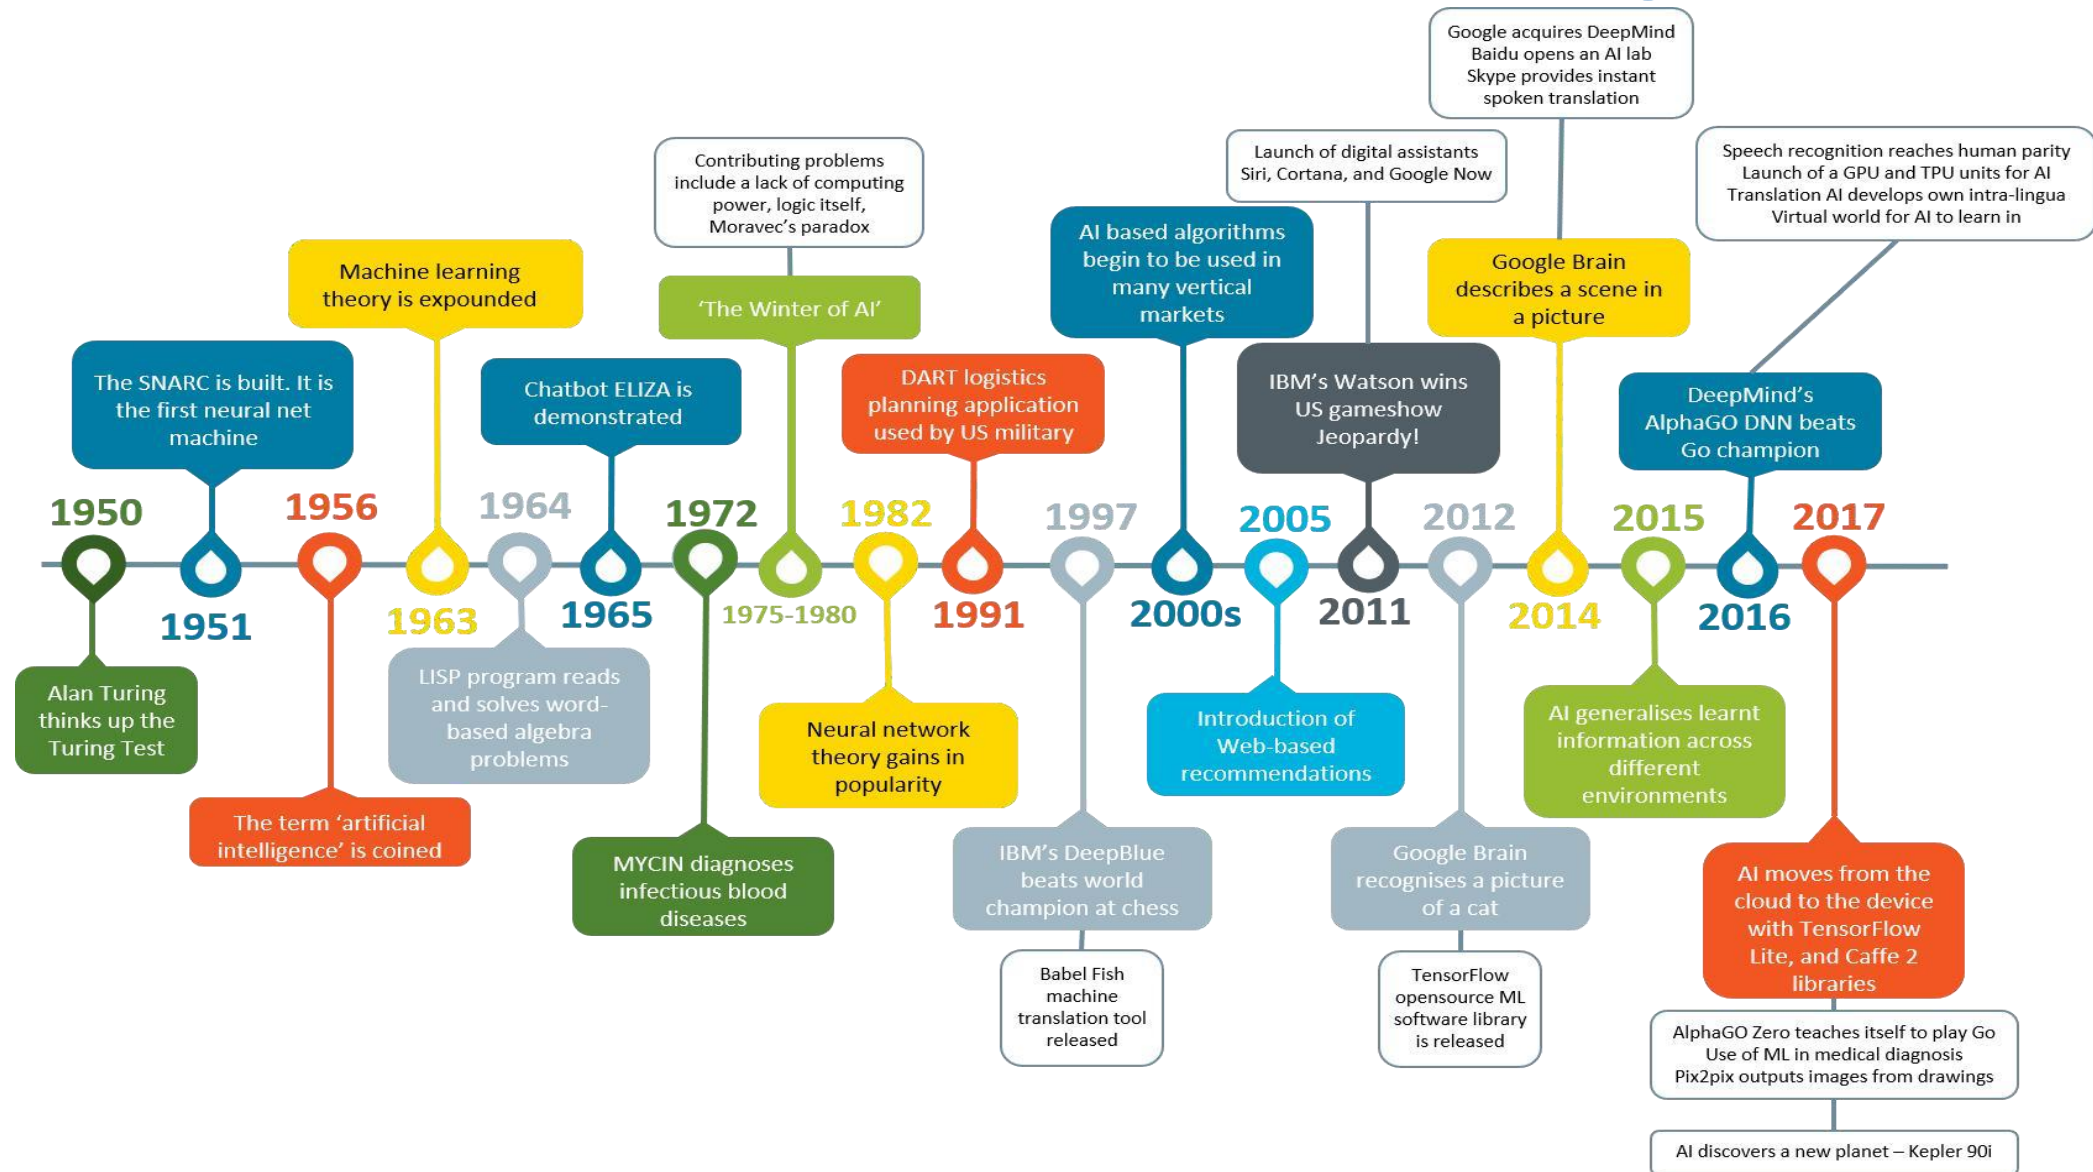 1950
Alan Turing
thinks up the
Turing Test
The SNARC is built. It is
the first neural net
machine
1951
1956
The term ‘artificial
intelligence’ is coined
Machine learning
theory is expounded
1963
1964
LISP program reads
and solves word-
based algebra
problems
Chatbot ELIZA is
demonstrated
1965
1972
MYCIN diagnoses
infectious blood
diseases
Contributing problems
include a lack of computing
power, logic itself,
Moravec’s paradox
‘The Winter of AI’
1975-1980
1982
Neural network
theory gains in
popularity
DART logistics
planning application
used by US military
1991
1997
IBM’s DeepBlue
beats world
champion at chess
Babel Fish
machine
translation tool
released
AI based algorithms
begin to be used in
many vertical
markets
2000s
2005
Introduction of
Web-based
recommendations
Launch of digital assistants
Siri, Cortana, and Google Now
IBM’s Watson wins
US gameshow
Jeopardy!
2011
2012
Google Brain
recognises a picture
of a cat
TensorFlow
opensource ML
software library
is released
Google acquires DeepMind
Baidu opens an AI lab
Skype provides instant
spoken translation
Google Brain
describes a scene in
a picture
2014
2015
AI generalises learnt
information across
different
environments
Speech recognition reaches human parity
Launch of a GPU and TPU units for AI
Translation AI develops own intra-lingua
Virtual world for AI to learn in
DeepMind’s
AlphaGO DNN beats
Go champion
2016
2017
AI moves from the
cloud to the device
with TensorFlow
Lite, and Caffe 2
libraries
AlphaGO Zero teaches itself to play Go
Use of ML in medical diagnosis
Pix2pix outputs images from drawings
AI discovers a new planet – Kepler 90i